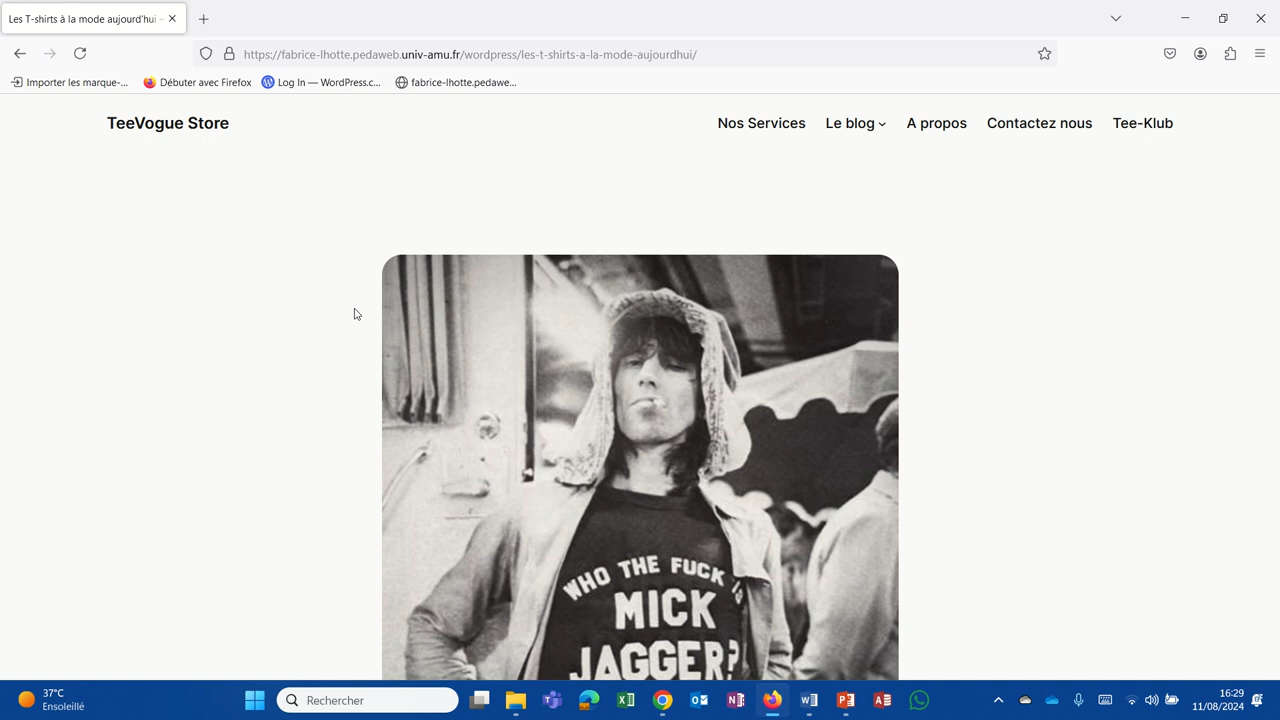 Les T-shirts à la mode aujourd'hui –
https://fabrice-lhotte.pedaweb.univ-amu.fr/wordpress/les-t-shirts-a-la-mode-aujourdhui/
Importer les marque-... Débuter avec Firefox Log In — WordPress.c... fabrice-lhotte.pedawe...
TeeVogue Store Nos Services Le blog A propos Contactez nous Tee-Klub
WHO THE FUCK IS
MICK
JAGGER?
37°C
Ensoleillé
Rechercher
16:29
11/08/2024